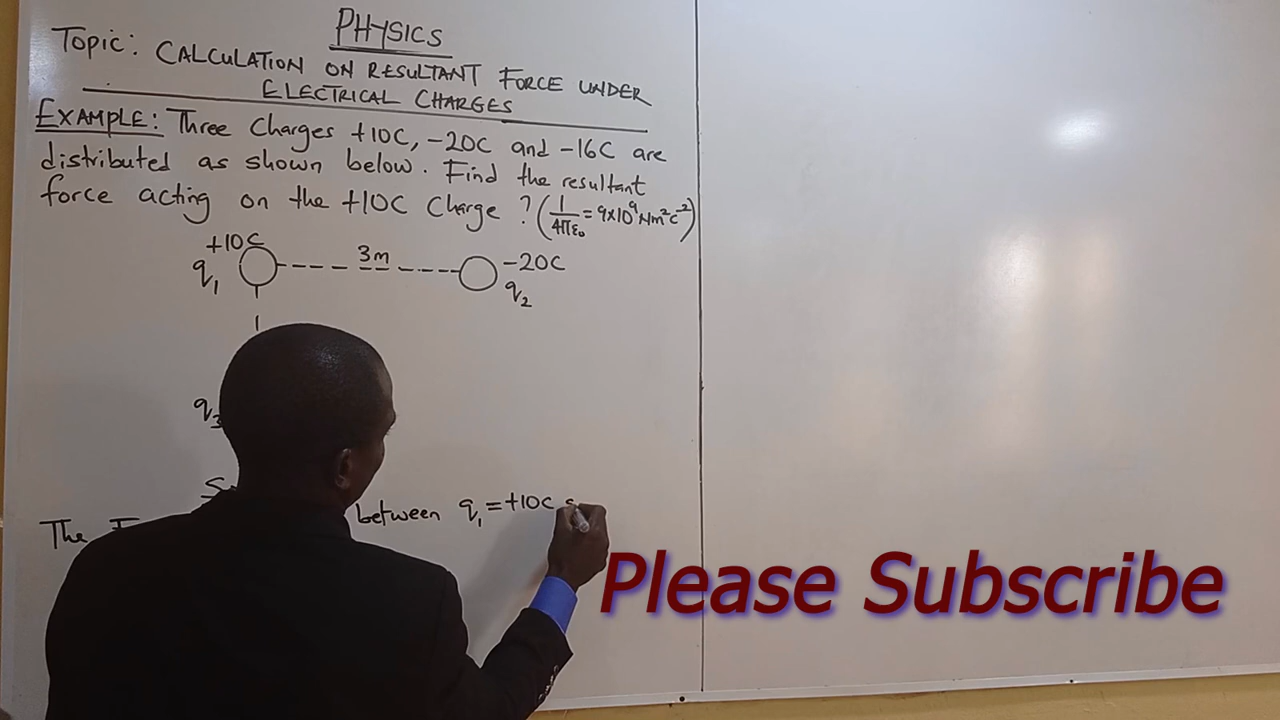 PHYSICS
Topic: CALCULATION ON RESULTANT FORCE UNDER
ELECTRICAL CHARGES
EXAMPLE: Three Charges +10C, -20C and -16C are
distributed as shown below. Find the resultant
force acting on the +10C Charge? (1/4πε₀ = 9×10⁹ Nm²C⁻²)
+10C
3m
-20C
q₁
q₂
q₃
The
between q₁ = +10C
Please Subscribe